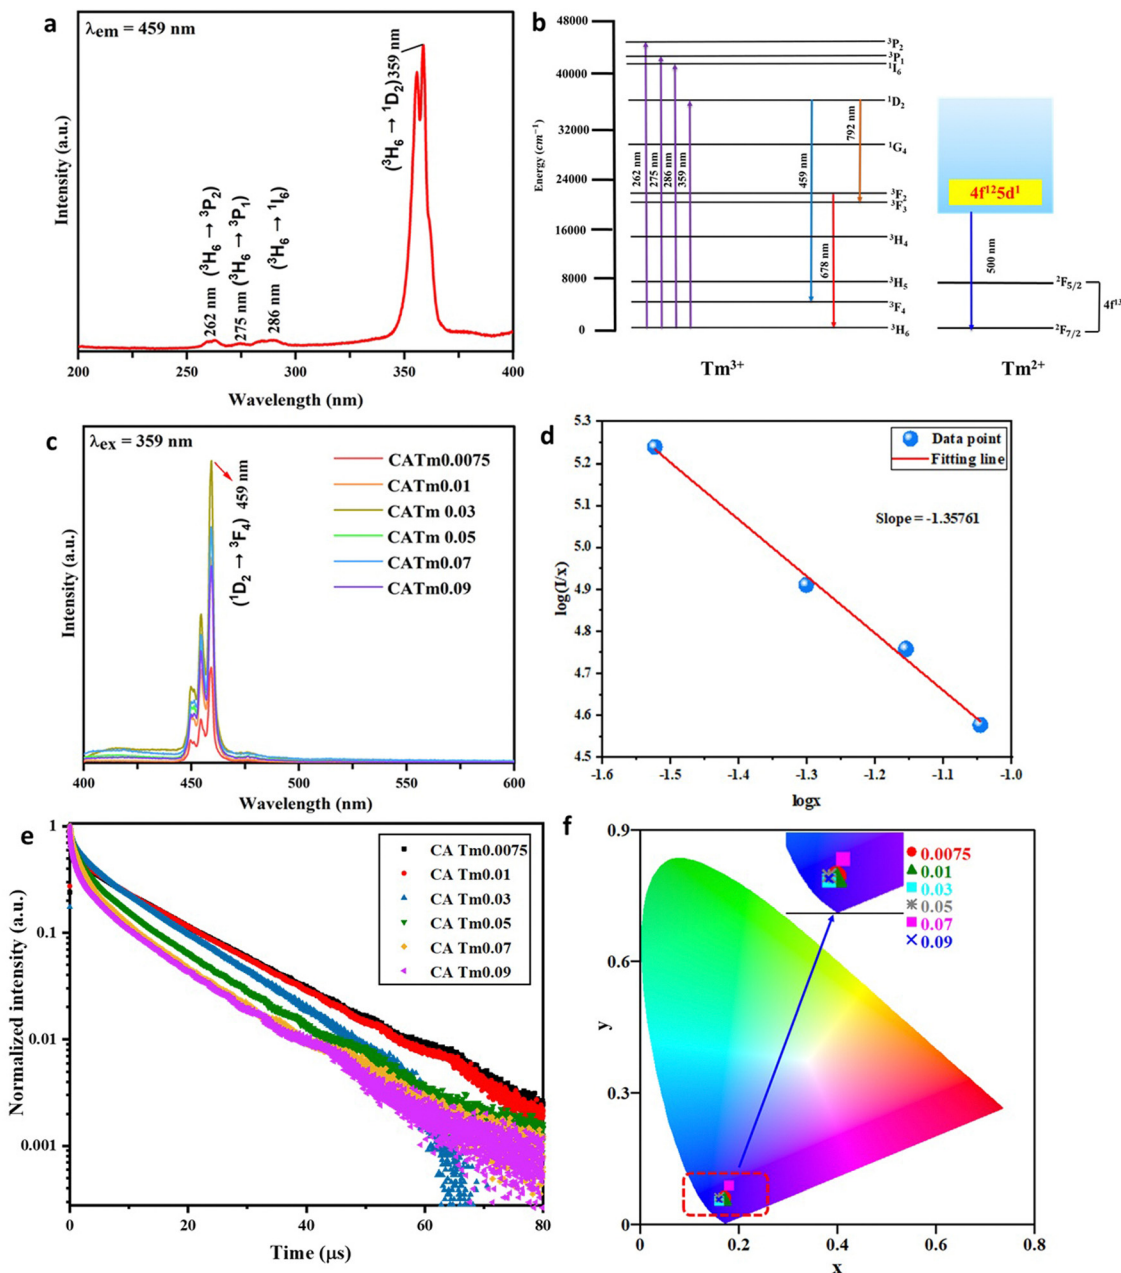 a
λem = 459 nm
Intensity (a.u.)
262 nm (³H₆ → ³P₂)
275 nm (³H₆ → ³P₁)
286 nm (³H₆ → ¹I₆)
(³H₆ → ¹D₂) 359 nm
200 250 300 350 400
Wavelength (nm)
b
Energy (cm⁻¹)
48000
40000
32000
24000
16000
8000
0
³P₂
³P₁
¹I₆
¹D₂
¹G₄
³F₂
³F₃
³H₄
³H₅
³F₄
³H₆
262 nm
275 nm
286 nm
359 nm
459 nm
678 nm
792 nm
4f¹²5d¹
500 nm
²F₅/₂
4f¹³
²F₇/₂
Tm³⁺
Tm²⁺
c
λex = 359 nm
Intensity (a.u.)
(¹D₂ → ³F₄) 459 nm
CATm0.0075
CATm0.01
CATm 0.03
CATm 0.05
CATm0.07
CATm0.09
400 450 500 550 600
Wavelength (nm)
d
log(I/x)
5.3
5.2
5.1
5.0
4.9
4.8
4.7
4.6
4.5
Data point
Fitting line
Slope = -1.35761
-1.6 -1.5 -1.4 -1.3 -1.2 -1.1 -1.0
logx
e
Normalized intensity (a.u.)
1
0.1
0.01
0.001
CA Tm0.0075
CA Tm0.01
CA Tm0.03
CA Tm0.05
CA Tm0.07
CA Tm0.09
0 20 40 60 80
Time (μs)
f
y
0.9
0.6
0.3
0
0.0075
0.01
0.03
0.05
0.07
0.09
0 0.2 0.4 0.6 0.8
x